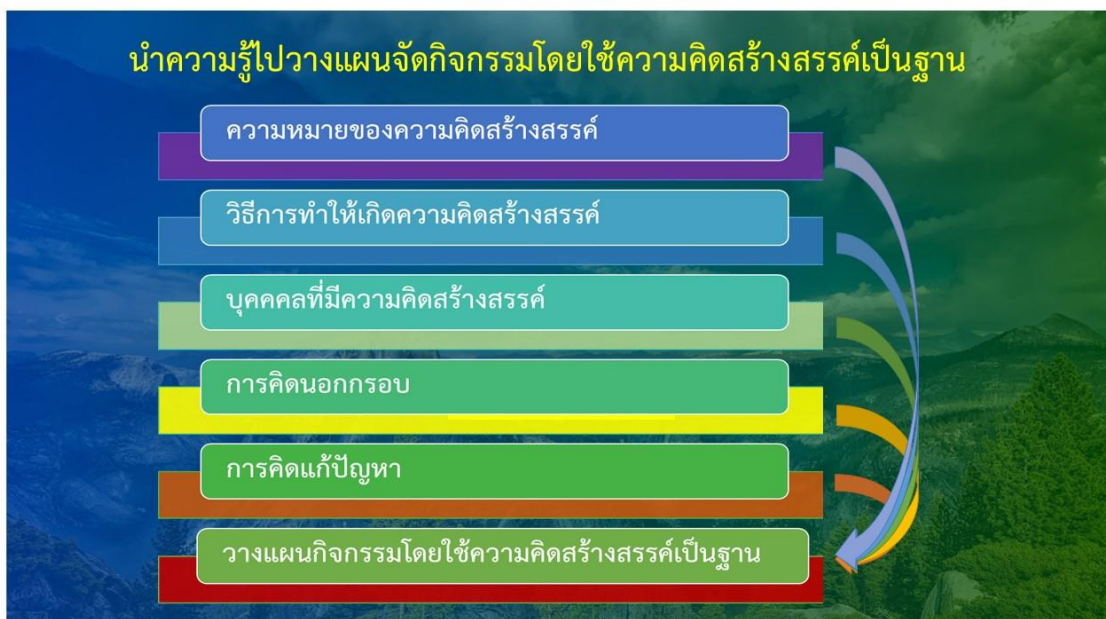 นำความรู้ไปวางแผนจัดกิจกรรมโดยใช้ความคิดสร้างสรรค์เป็นฐาน
ความหมายของความคิดสร้างสรรค์
วิธีการทำให้เกิดความคิดสร้างสรรค์
บุคคคลที่มีความคิดสร้างสรรค์
การคิดนอกกรอบ
การคิดแก้ปัญหา
วางแผนกิจกรรมโดยใช้ความคิดสร้างสรรค์เป็นฐาน